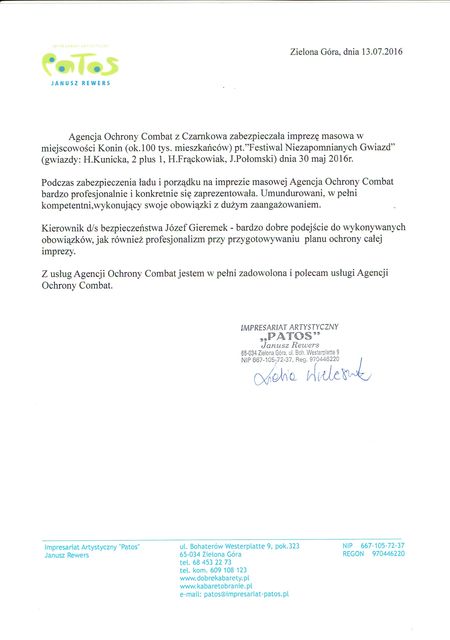 Zielona Góra, dnia 13.07.2016
IMPRESARIAT ARTYSTYCZNY
PaToS
JANUSZ REWERS
Agencja Ochrony Combat z Czarnkowa zabezpieczała imprezę masowa w
miejscowości Konin (ok.100 tys. mieszkańców) pt."Festiwal Niezapomnianych Gwiazd"
(gwiazdy: H.Kunicka, 2 plus 1, H.Frąckowiak, J.Połomski) dnia 30 maj 2016r.
Podczas zabezpieczenia ładu i porządku na imprezie masowej Agencja Ochrony Combat
bardzo profesjonalnie i konkretnie się zaprezentowała. Umundurowani, w pełni
kompetentni,wykonujący swoje obowiązki z dużym zaangażowaniem.
Kierownik d/s bezpieczeństwa Józef Gieremek - bardzo dobre podejście do wykonywanych
obowiązków, jak również profesjonalizm przy przygotowywaniu planu ochrony całej
imprezy.
Z usług Agencji Ochrony Combat jestem w pełni zadowolona i polecam usługi Agencji
Ochrony Combat.
IMPRESARIAT ARTYSTYCZNY
„PATOS"
Janusz Rewers
65-034 Zielona Góra, ul. Boh. Westerplatte 9
NIP 667-105-72-37, Reg. 970446220
Impresariat Artystyczny "Patos"
Janusz Rewers
ul. Bohaterów Westerplatte 9, pok.323
65-034 Zielona Góra
tel. 68 453 22 73
tel. kom. 609 108 123
www.dobrekabarety.pl
www.kabaretobranie.pl
e-mail: patos@impresariat-patos.pl
NIP 667-105-72-37
REGON 970446220